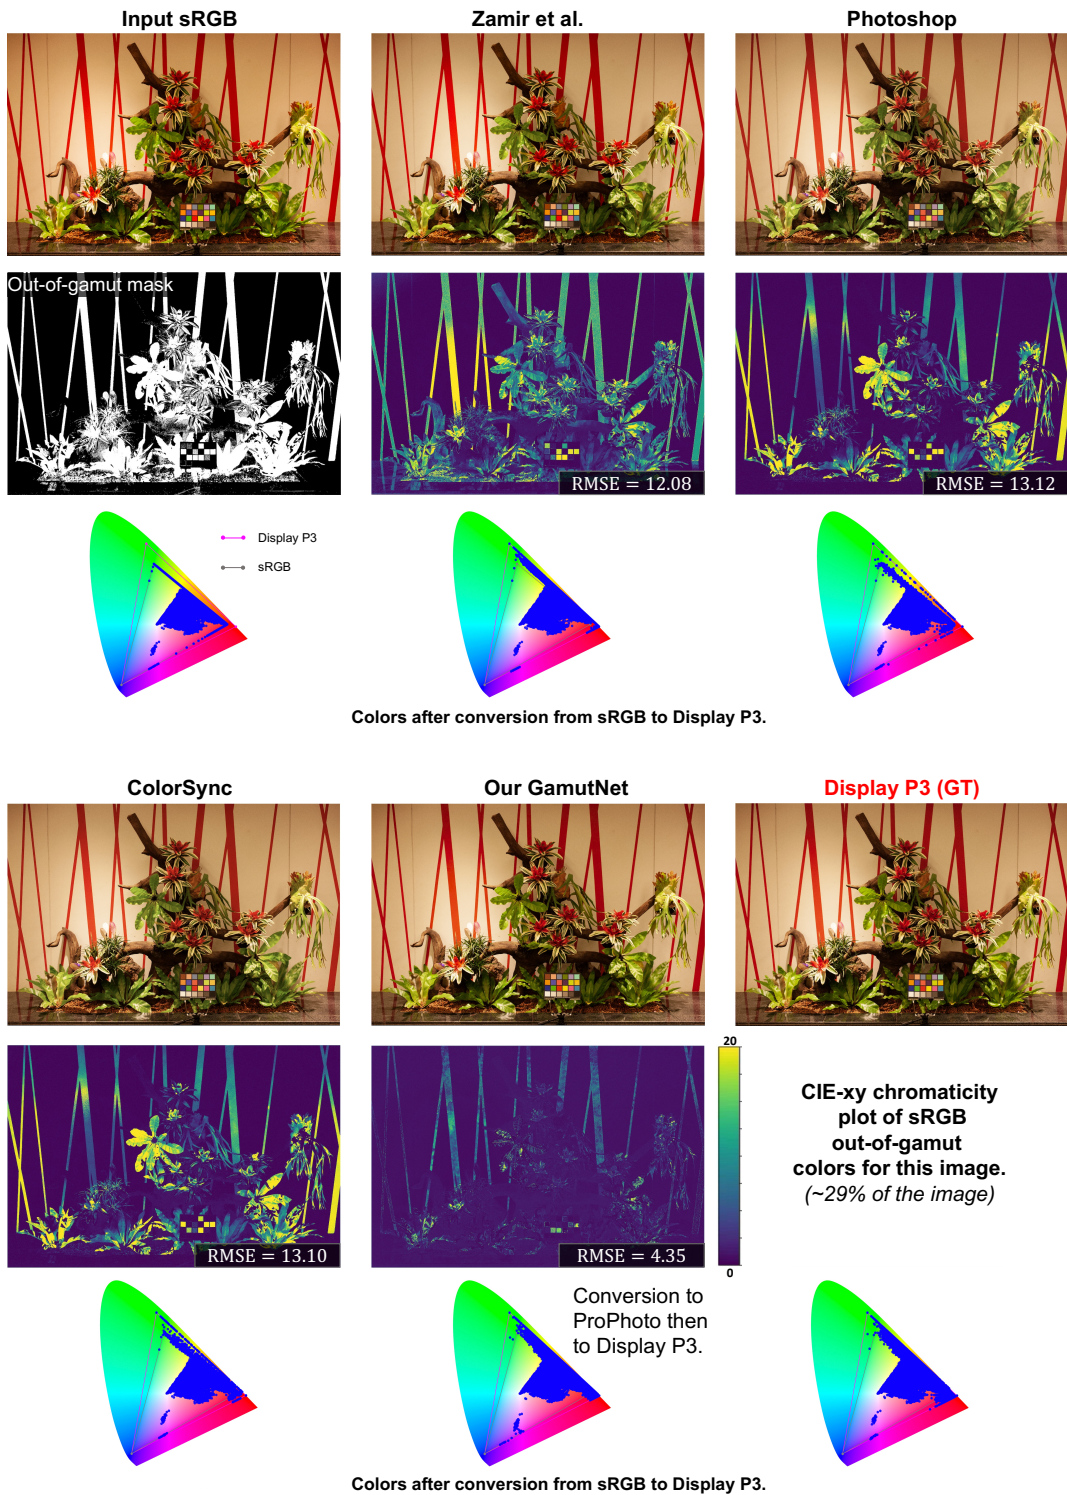 Input sRGB
Zamir et al.
Photoshop
Out-of-gamut mask
RMSE = 12.08
RMSE = 13.12
Display P3
sRGB
Colors after conversion from sRGB to Display P3.
ColorSync
Our GamutNet
Display P3 (GT)
RMSE = 13.10
RMSE = 4.35
20
0
CIE-xy chromaticity
plot of sRGB
out-of-gamut
colors for this image.
(~29% of the image)
Conversion to
ProPhoto then
to Display P3.
Colors after conversion from sRGB to Display P3.